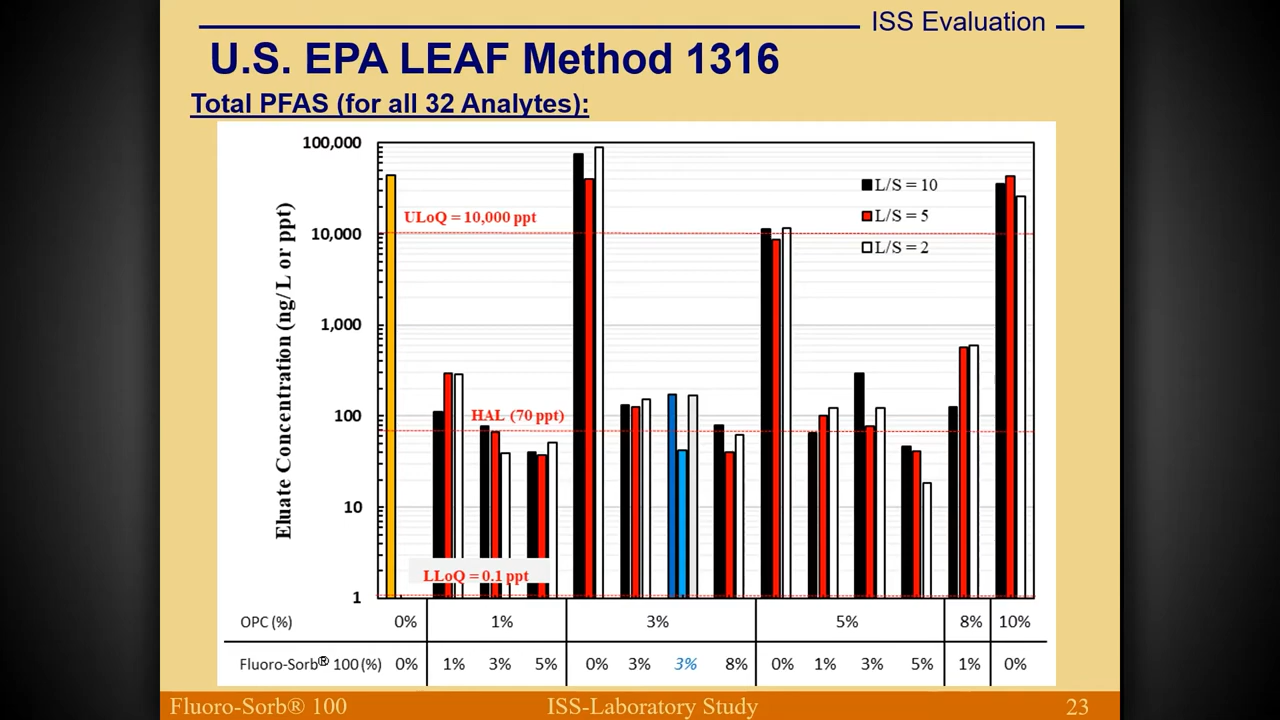 ISS Evaluation
U.S. EPA LEAF Method 1316
Total PFAS (for all 32 Analytes):
Eluate Concentration (ng/ L or ppt)
100,000
10,000
1,000
100
10
1
ULoQ = 10,000 ppt
HAL (70 ppt)
LLoQ = 0.1 ppt
L/S = 10
L/S = 5
L/S = 2
OPC (%) 0% 1% 3% 5% 8% 10%
Fluoro-Sorb® 100 (%) 0% 1% 3% 5% 0% 3% 3% 8% 0% 1% 3% 5% 1% 0%
Fluoro-Sorb® 100 ISS-Laboratory Study 23